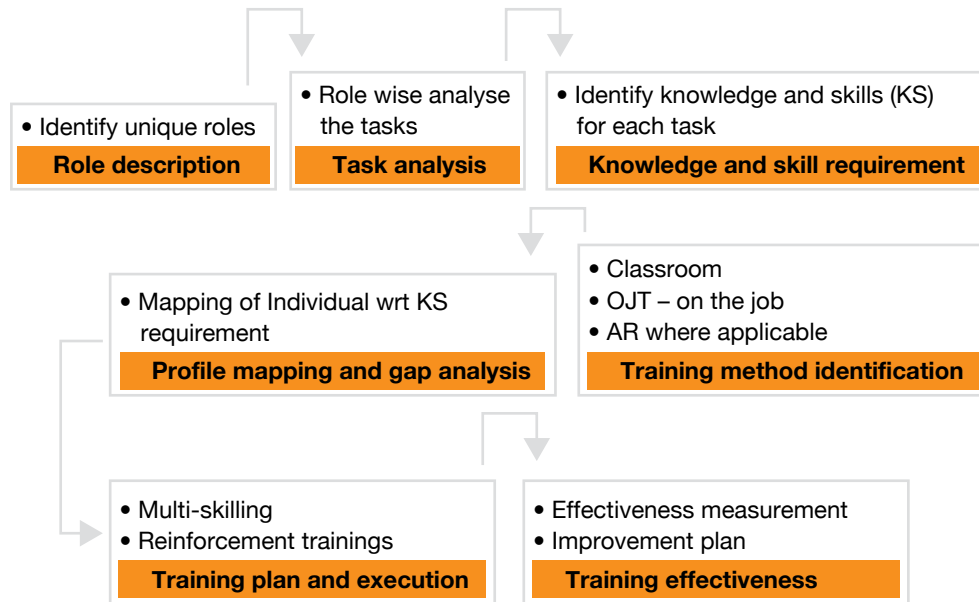 • Identify unique roles
Role description
• Role wise analyse
the tasks
Task analysis
• Identify knowledge and skills (KS)
for each task
Knowledge and skill requirement
• Mapping of Individual wrt KS
requirement
Profile mapping and gap analysis
• Classroom
• OJT – on the job
• AR where applicable
Training method identification
• Multi-skilling
• Reinforcement trainings
Training plan and execution
• Effectiveness measurement
• Improvement plan
Training effectiveness